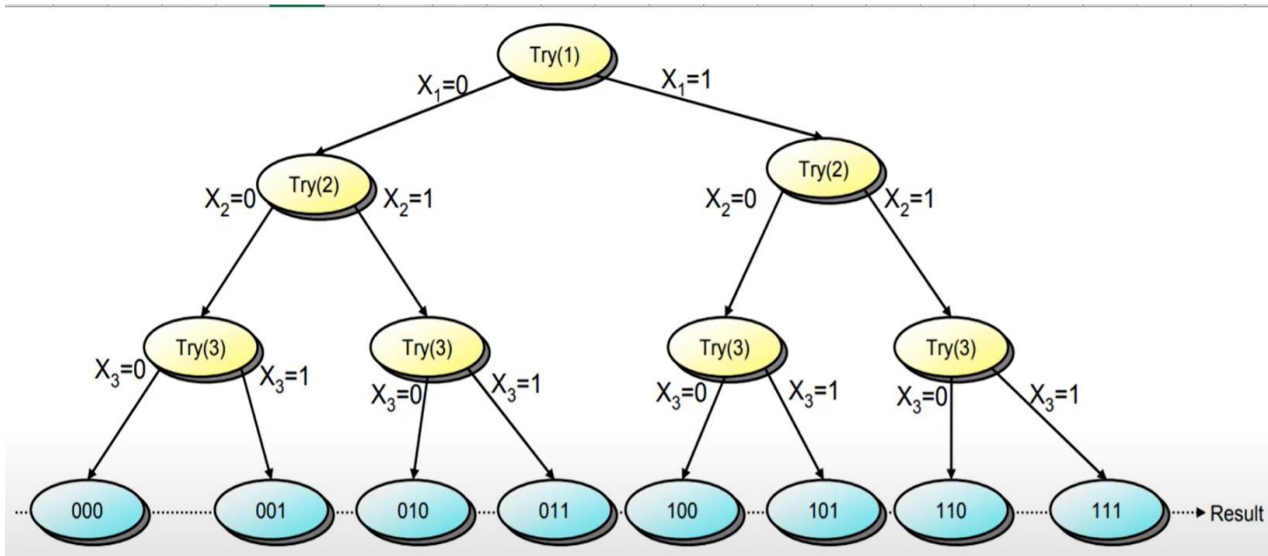 Try(1)
X₁=0 X₁=1
Try(2) Try(2)
X₂=0 X₂=1 X₂=0 X₂=1
Try(3) Try(3) Try(3) Try(3)
X₃=0 X₃=1 X₃=0 X₃=1 X₃=0 X₃=1 X₃=0 X₃=1
000 001 010 011 100 101 110 111 Result